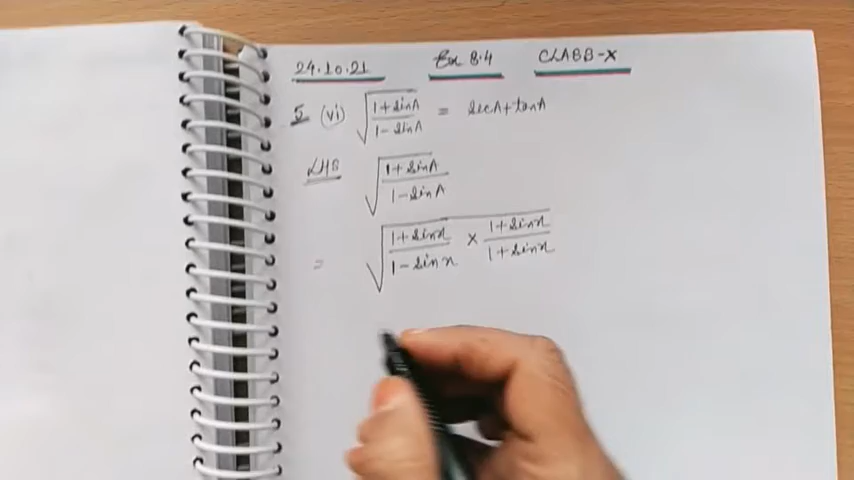 24.10.21 Ex 8.4 CLASS-X
5 (vi) √(1+sinA / 1-sinA) = secA+tanA
LHS √(1+sinA / 1-sinA)
= √(1+sinx / 1-sinx × 1+sinx / 1+sinx)